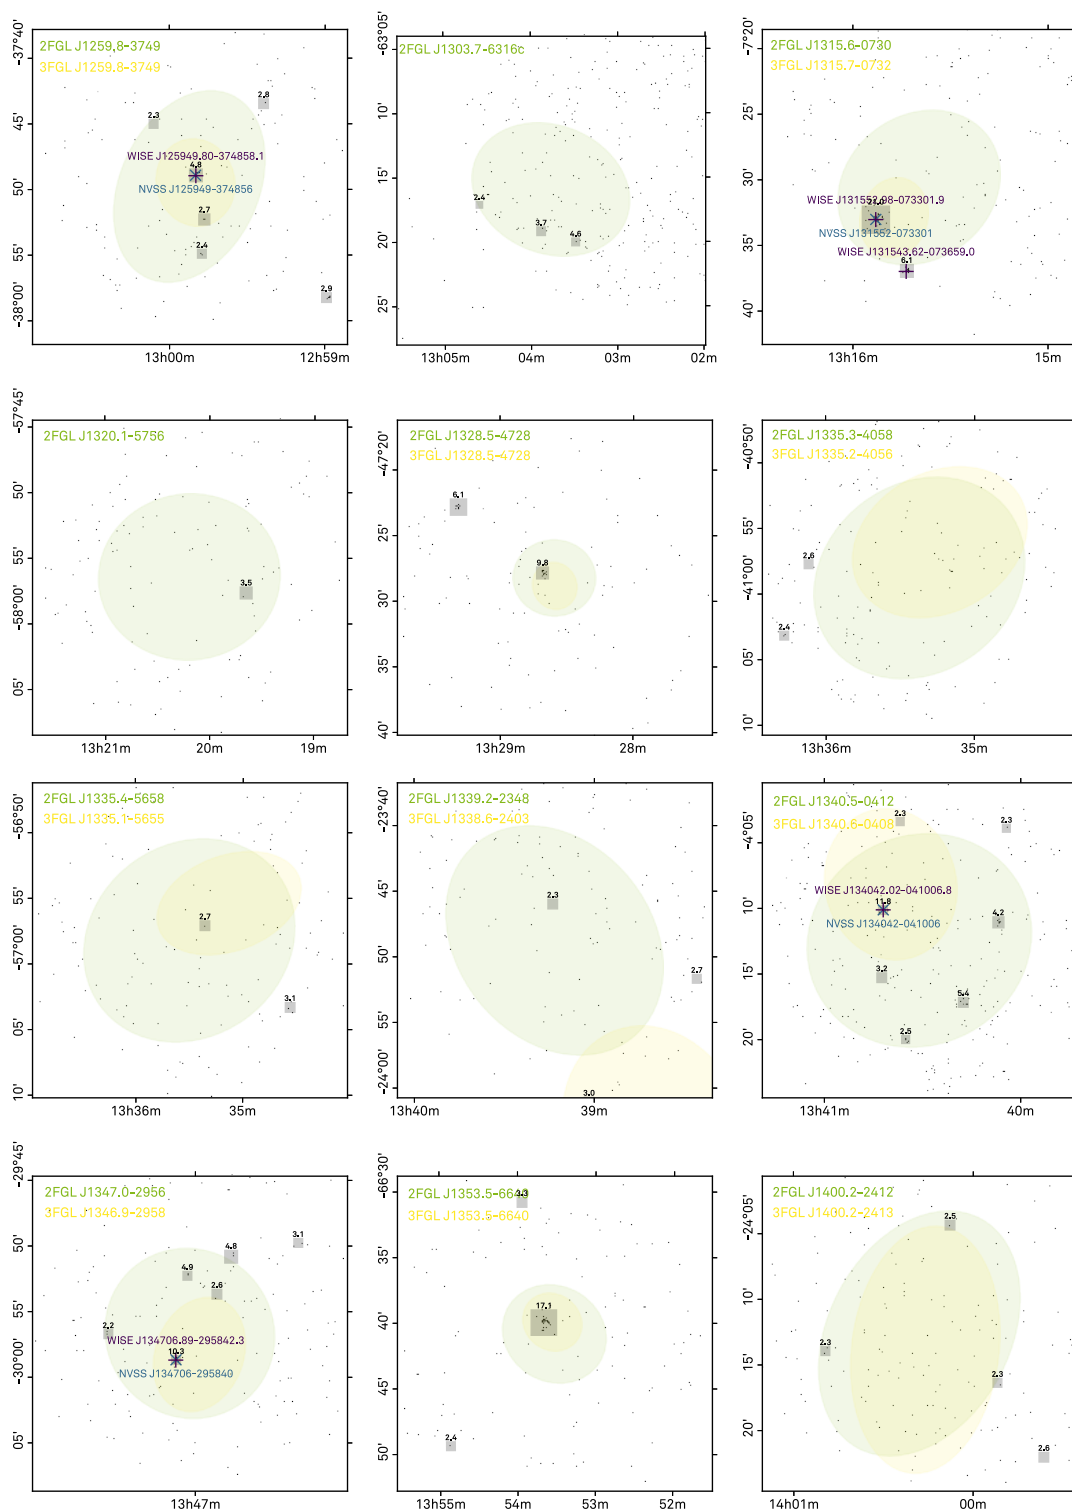 2FGL J1259.8-3749
3FGL J1259.8-3749
2.8
2.3
WISE J125949.80-374858.1
4.8
NVSS J125949-374856
2.7
2.4
2.9
-37°40'
45'
50'
55'
-38°00'
13h00m
12h59m
2FGL J1303.7-6316c
2.4
3.7
4.6
-63°05'
10'
15'
20'
25'
13h05m
04m
03m
02m
2FGL J1315.6-0730
3FGL J1315.7-0732
WISE J131552.98-073301.9
NVSS J131552-073301
WISE J131543.62-073659.0
6.1
-7°20'
25'
30'
35'
40'
13h16m
15m
2FGL J1320.1-5756
3.5
-57°45'
50'
55'
-58°00'
05'
13h21m
20m
19m
2FGL J1328.5-4728
3FGL J1328.5-4728
6.1
9.8
-47°20'
25'
30'
35'
40'
13h29m
28m
2FGL J1335.3-4058
3FGL J1335.2-4056
2.6
2.4
-40°50'
55'
-41°00'
05'
10'
13h36m
35m
2FGL J1335.4-5658
3FGL J1335.1-5655
2.7
3.1
-56°50'
55'
-57°00'
05'
10'
13h36m
35m
2FGL J1339.2-2348
3FGL J1338.6-2403
2.3
2.7
3.0
-23°40'
45'
50'
55'
-24°00'
13h40m
39m
2FGL J1340.5-0412
3FGL J1340.6-0408
2.3
2.3
WISE J134042.02-041006.8
11.8
NVSS J134042-041006
4.2
3.2
5.4
2.5
-4°05'
10'
15'
20'
13h41m
40m
2FGL J1347.0-2956
3FGL J1346.9-2958
3.1
4.8
4.9
2.6
2.2
WISE J134706.89-295842.3
10.3
NVSS J134706-295840
-29°45'
50'
55'
-30°00'
05'
13h47m
2FGL J1353.5-6640
3FGL J1353.5-6640
3.3
17.1
2.4
-66°30'
35'
40'
45'
50'
13h55m
54m
53m
52m
2FGL J1400.2-2412
3FGL J1400.2-2413
2.5
2.3
2.3
2.6
-24°05'
10'
15'
20'
14h01m
00m